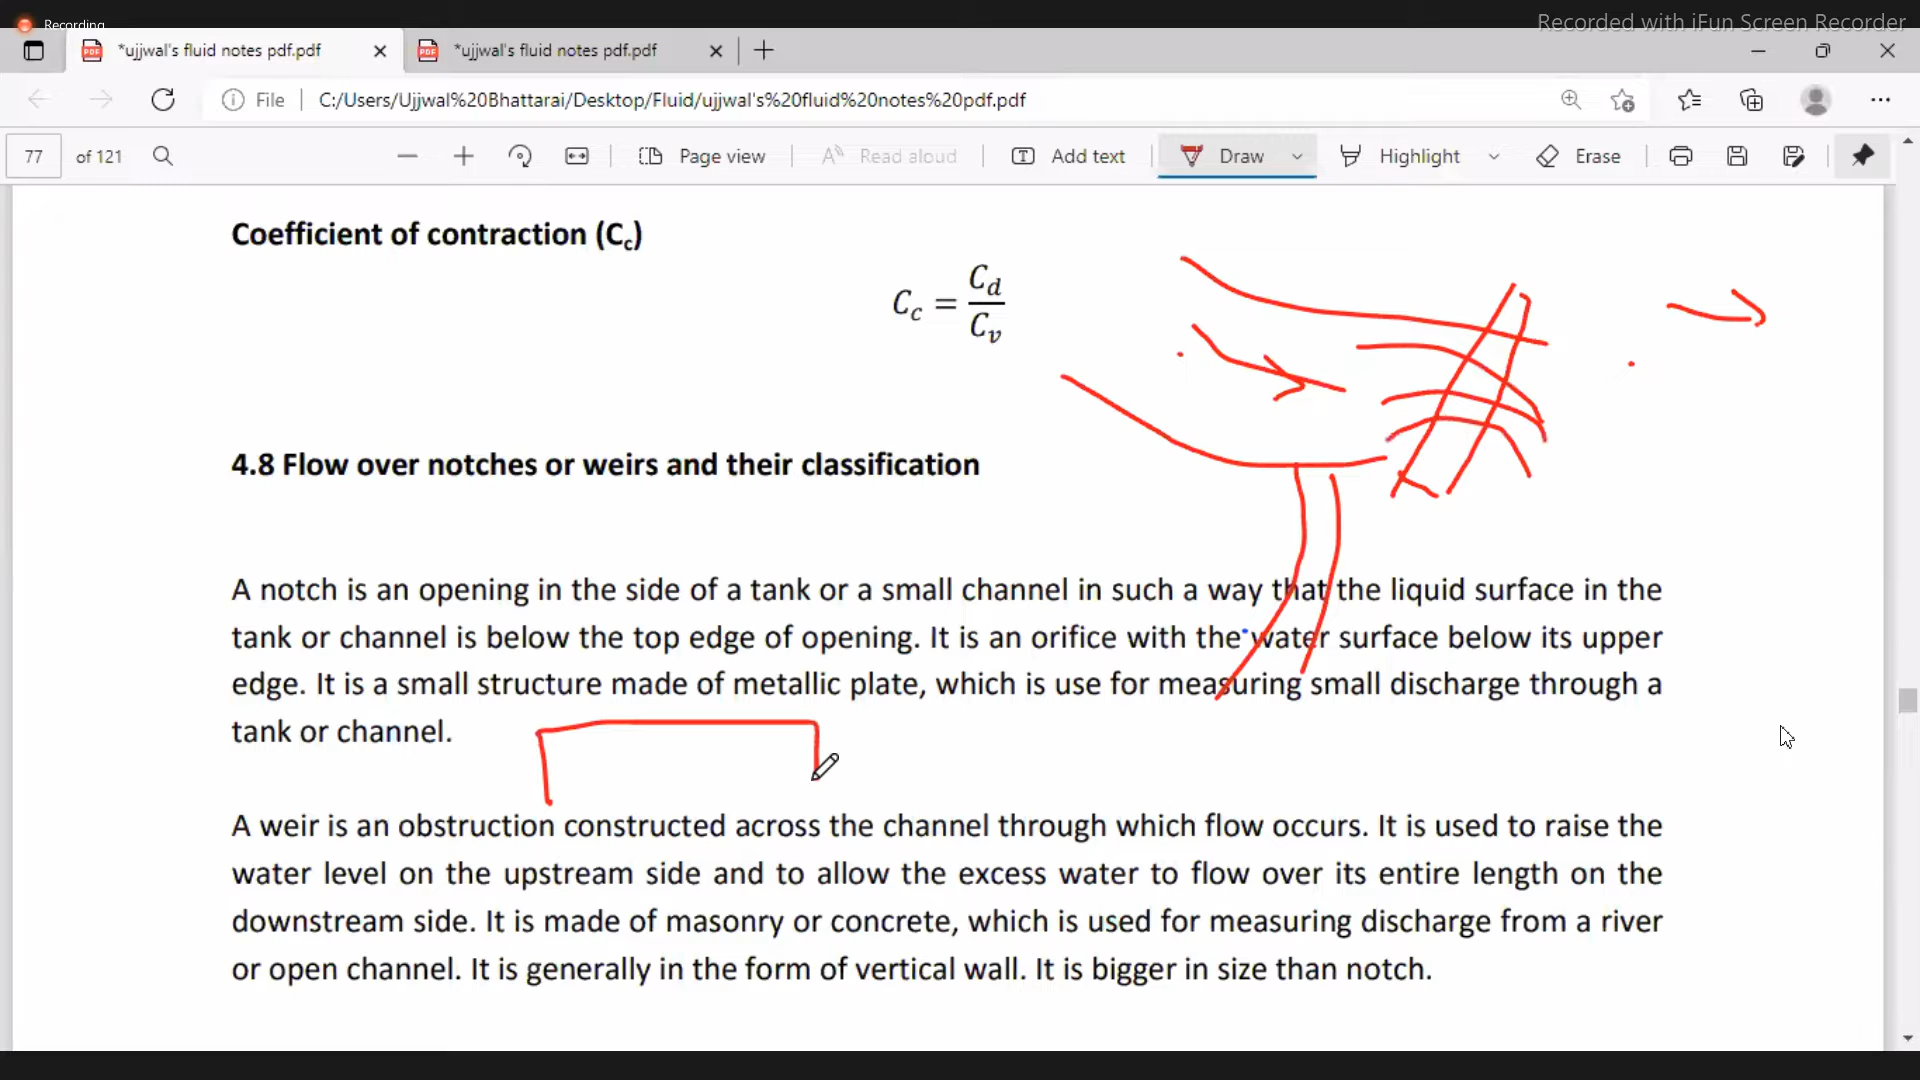 Recording
Recorded with iFun Screen Recorder
*ujjwal's fluid notes pdf.pdf
*ujjwal's fluid notes pdf.pdf
File
C:/Users/Ujjwal%20Bhattarai/Desktop/Fluid/ujjwal's%20fluid%20notes%20pdf.pdf
77 of 121 Page view Read aloud Add text Draw Highlight Erase
Coefficient of contraction (Cc)
Cc = Cd / Cv
4.8 Flow over notches or weirs and their classification
A notch is an opening in the side of a tank or a small channel in such a way that the liquid surface in the
tank or channel is below the top edge of opening. It is an orifice with the water surface below its upper
edge. It is a small structure made of metallic plate, which is use for measuring small discharge through a
tank or channel.
A weir is an obstruction constructed across the channel through which flow occurs. It is used to raise the
water level on the upstream side and to allow the excess water to flow over its entire length on the
downstream side. It is made of masonry or concrete, which is used for measuring discharge from a river
or open channel. It is generally in the form of vertical wall. It is bigger in size than notch.